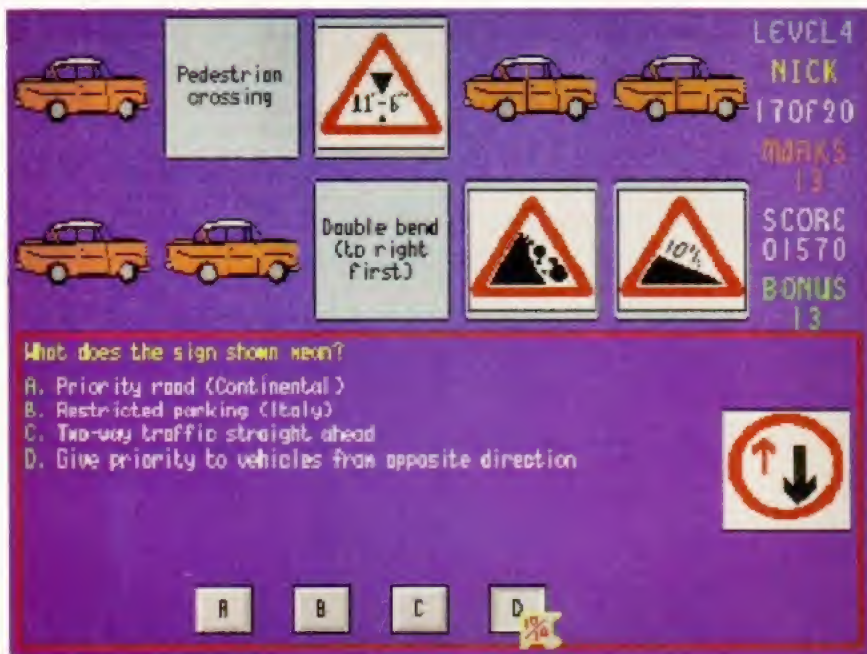 LEVEL4
NICK
17OF20
MARKS
13
SCORE
01570
BONUS
13
Pedestrian
crossing
11'-6"
Double bend
(to right
first)
10%
What does the sign shown mean?
A. Priority road (Continental)
B. Restricted parking (Italy)
C. Two-way traffic straight ahead
D. Give priority to vehicles from opposite direction
A
B
C
D
10/10